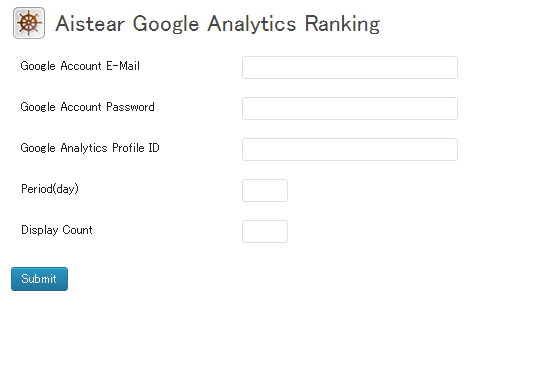 Aistear Google Analytics Ranking
Google Account E-Mail
Google Account Password
Google Analytics Profile ID
Period(day)
Display Count
Submit